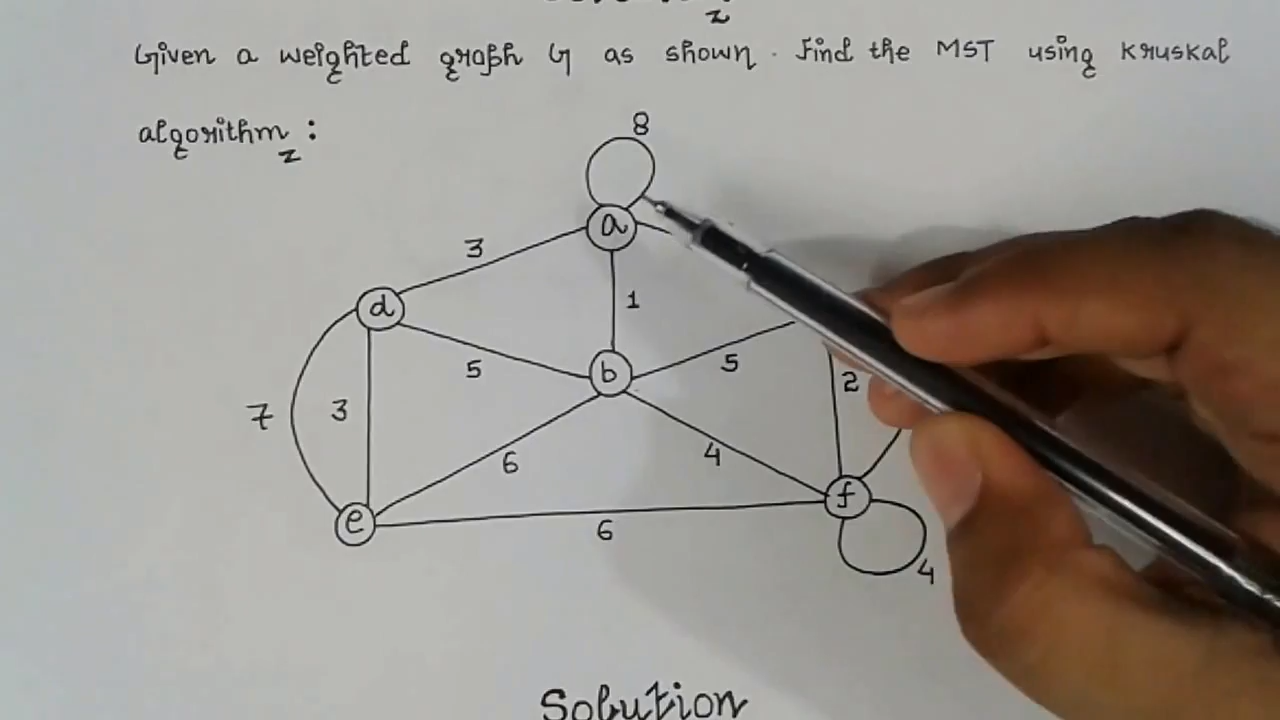 Given a weighted graph G as shown. Find the MST using Kruskal
algorithm :
8
a
3
d
1
5
b
5
2
7
3
6
4
e
f
6
4
Solution